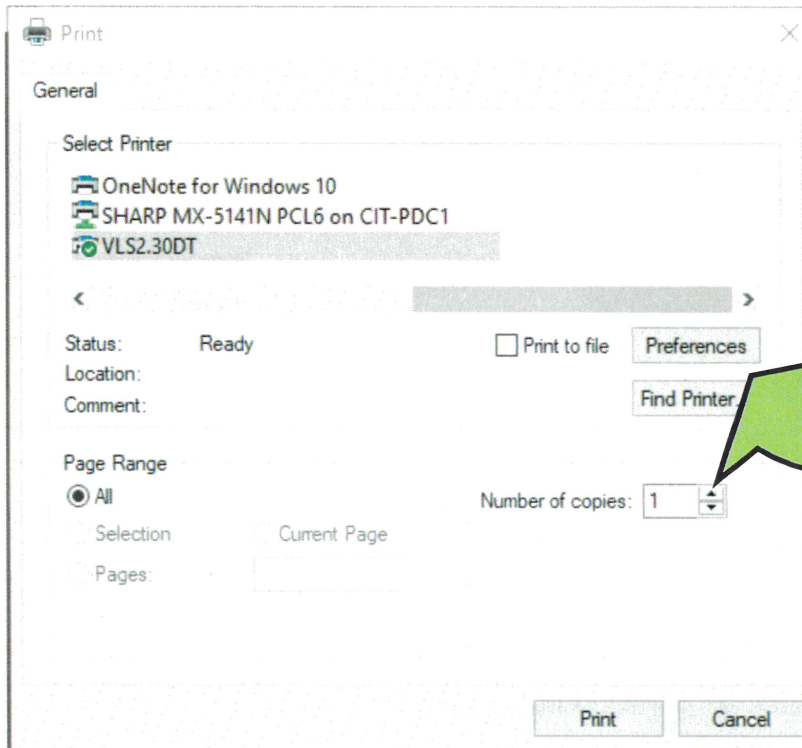 Print
General
Select Printer
OneNote for Windows 10
SHARP MX-5141N PCL6 on CIT-PDC1
VLS2.30DT
Status: Ready
Print to file Preferences
Location:
Comment:
Find Printer.
Page Range
All
Number of copies: 1
Selection Current Page
Pages:
Print Cancel